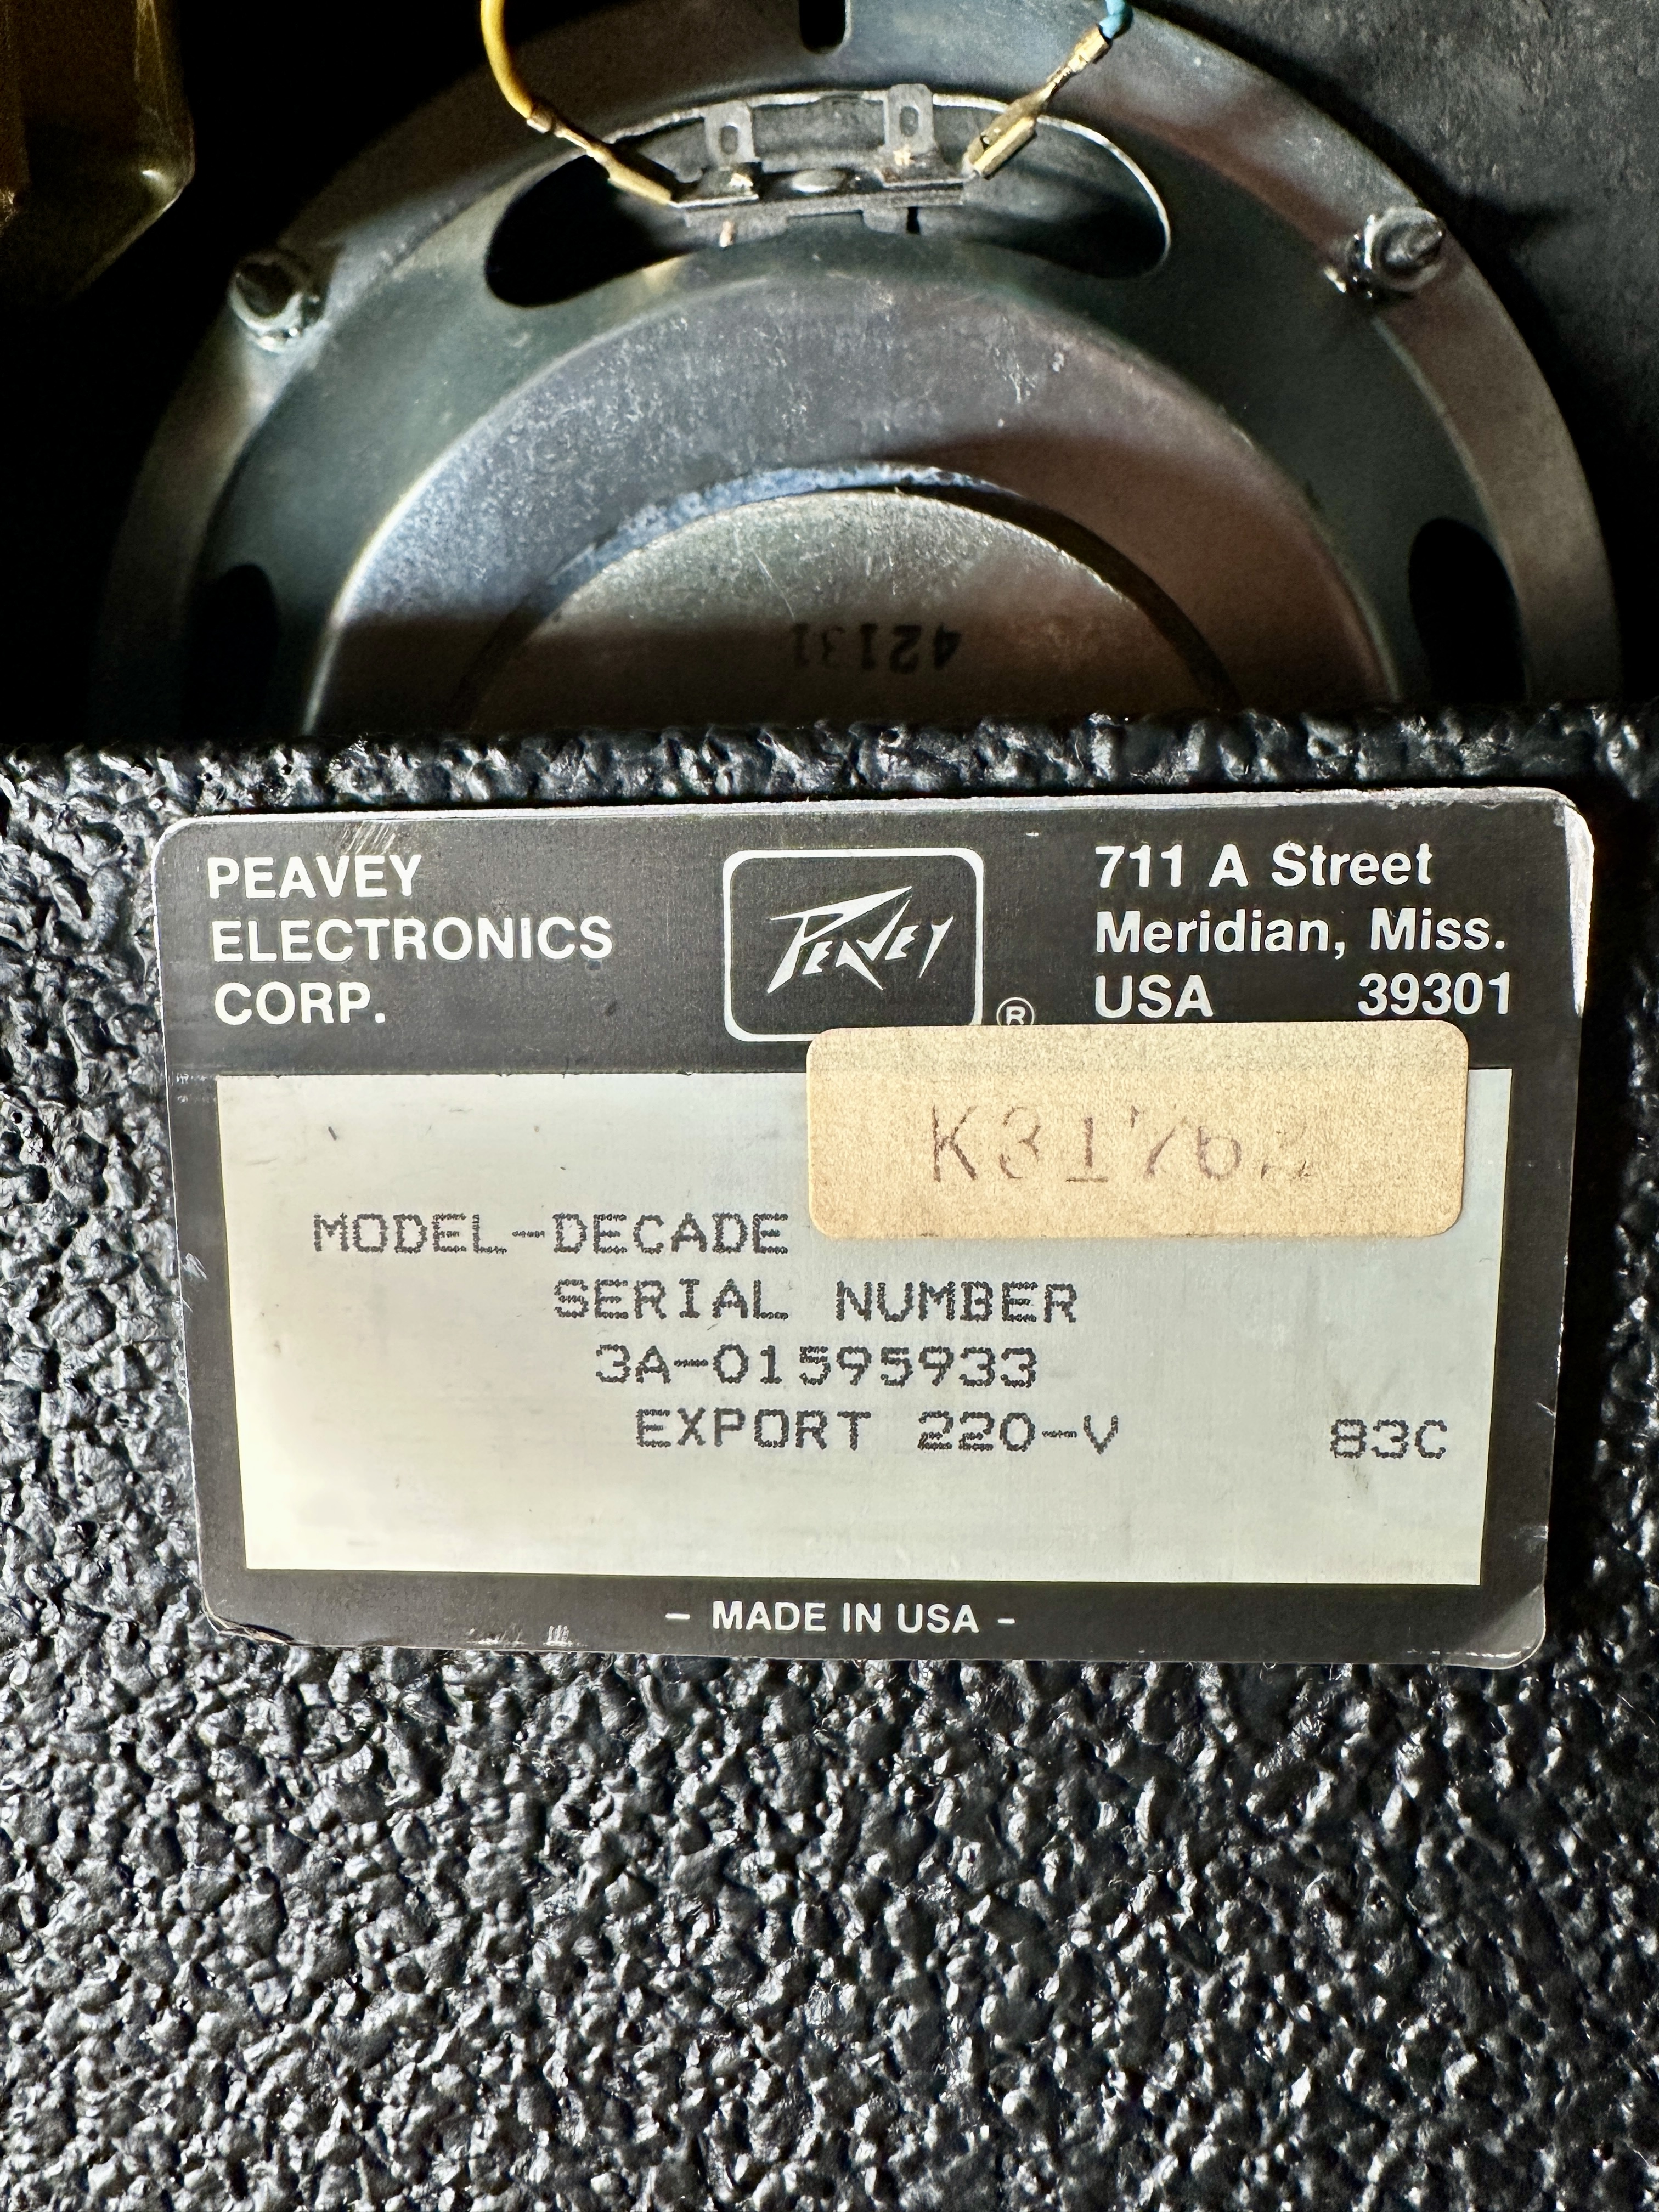 42131
PEAVEY
ELECTRONICS
CORP.
PEAVEY
®
711 A Street
Meridian, Miss.
USA 39301
MODEL-DECADE
SERIAL NUMBER
3A-01595933
EXPORT 220-V 83C
- MADE IN USA -